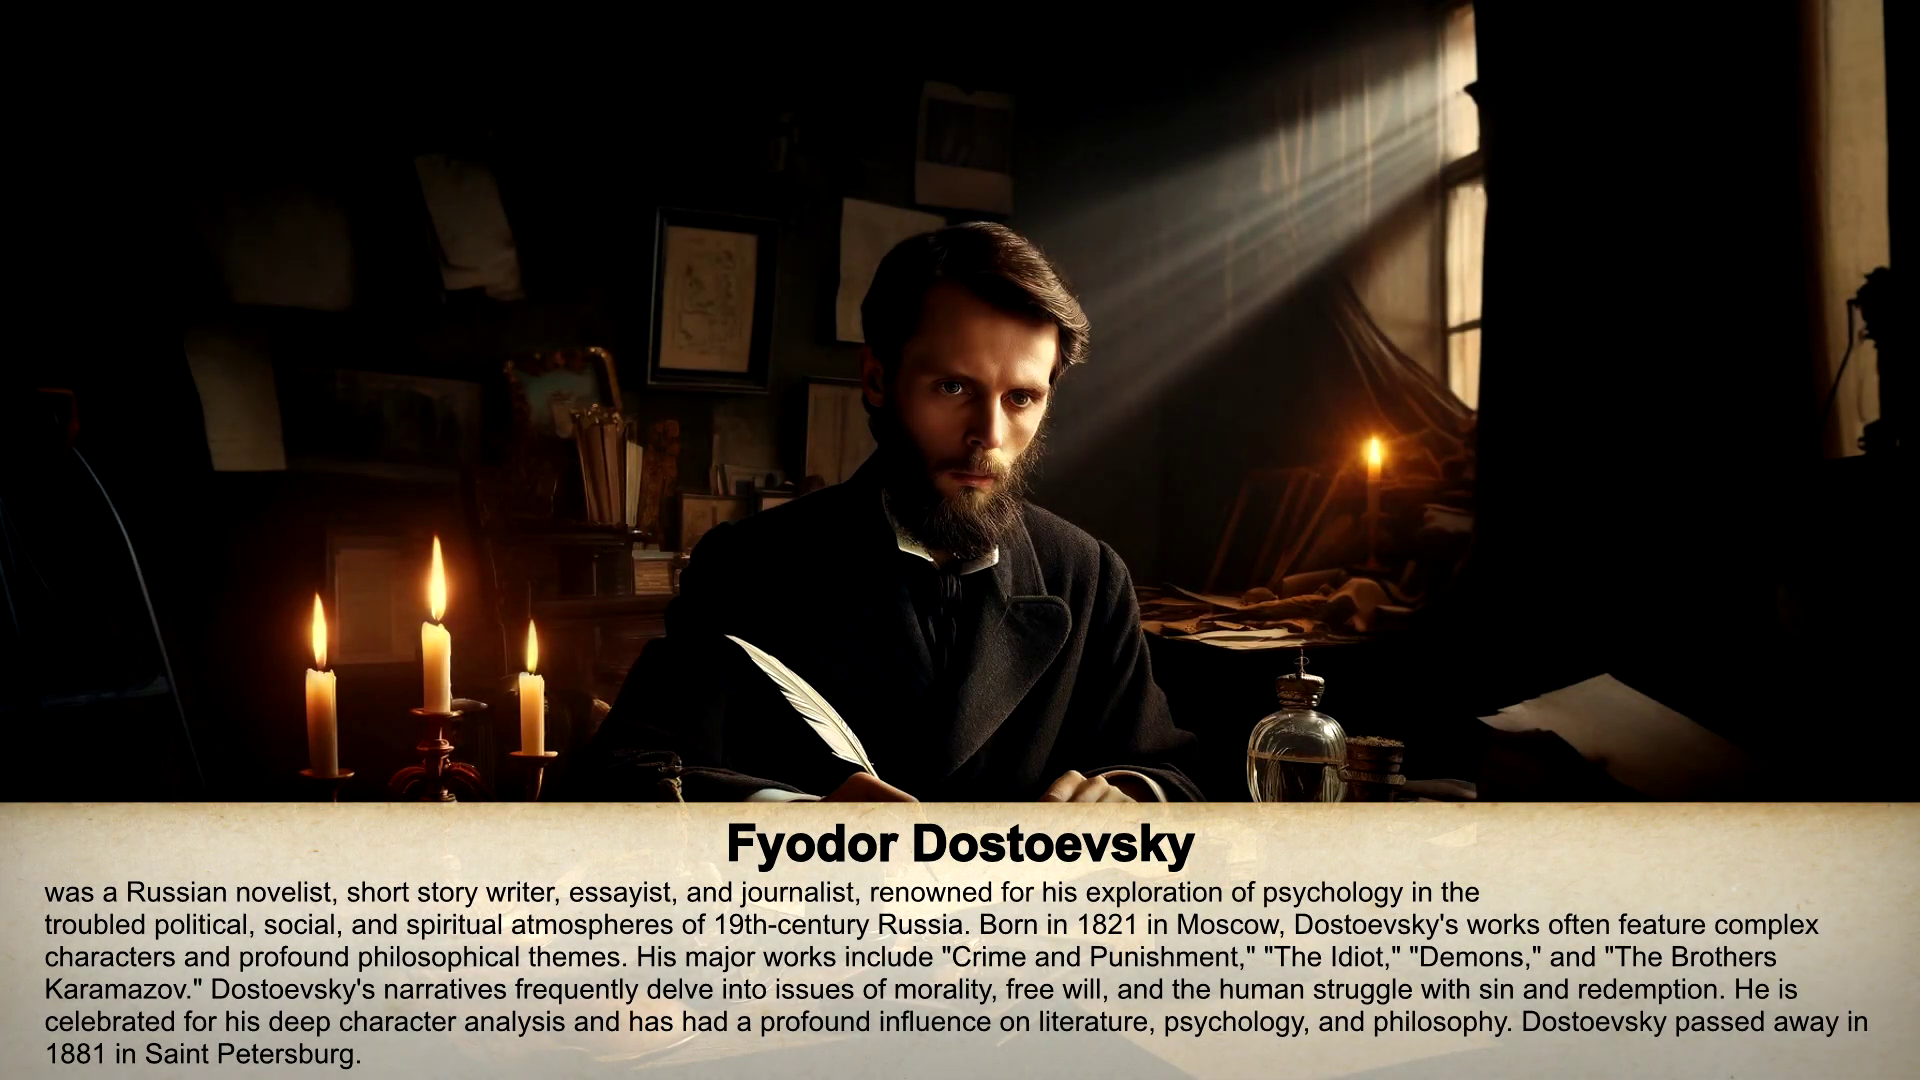 Fyodor Dostoevsky
was a Russian novelist, short story writer, essayist, and journalist, renowned for his exploration of psychology in the
troubled political, social, and spiritual atmospheres of 19th-century Russia. Born in 1821 in Moscow, Dostoevsky's works often feature complex
characters and profound philosophical themes. His major works include "Crime and Punishment," "The Idiot," "Demons," and "The Brothers
Karamazov." Dostoevsky's narratives frequently delve into issues of morality, free will, and the human struggle with sin and redemption. He is
celebrated for his deep character analysis and has had a profound influence on literature, psychology, and philosophy. Dostoevsky passed away in
1881 in Saint Petersburg.